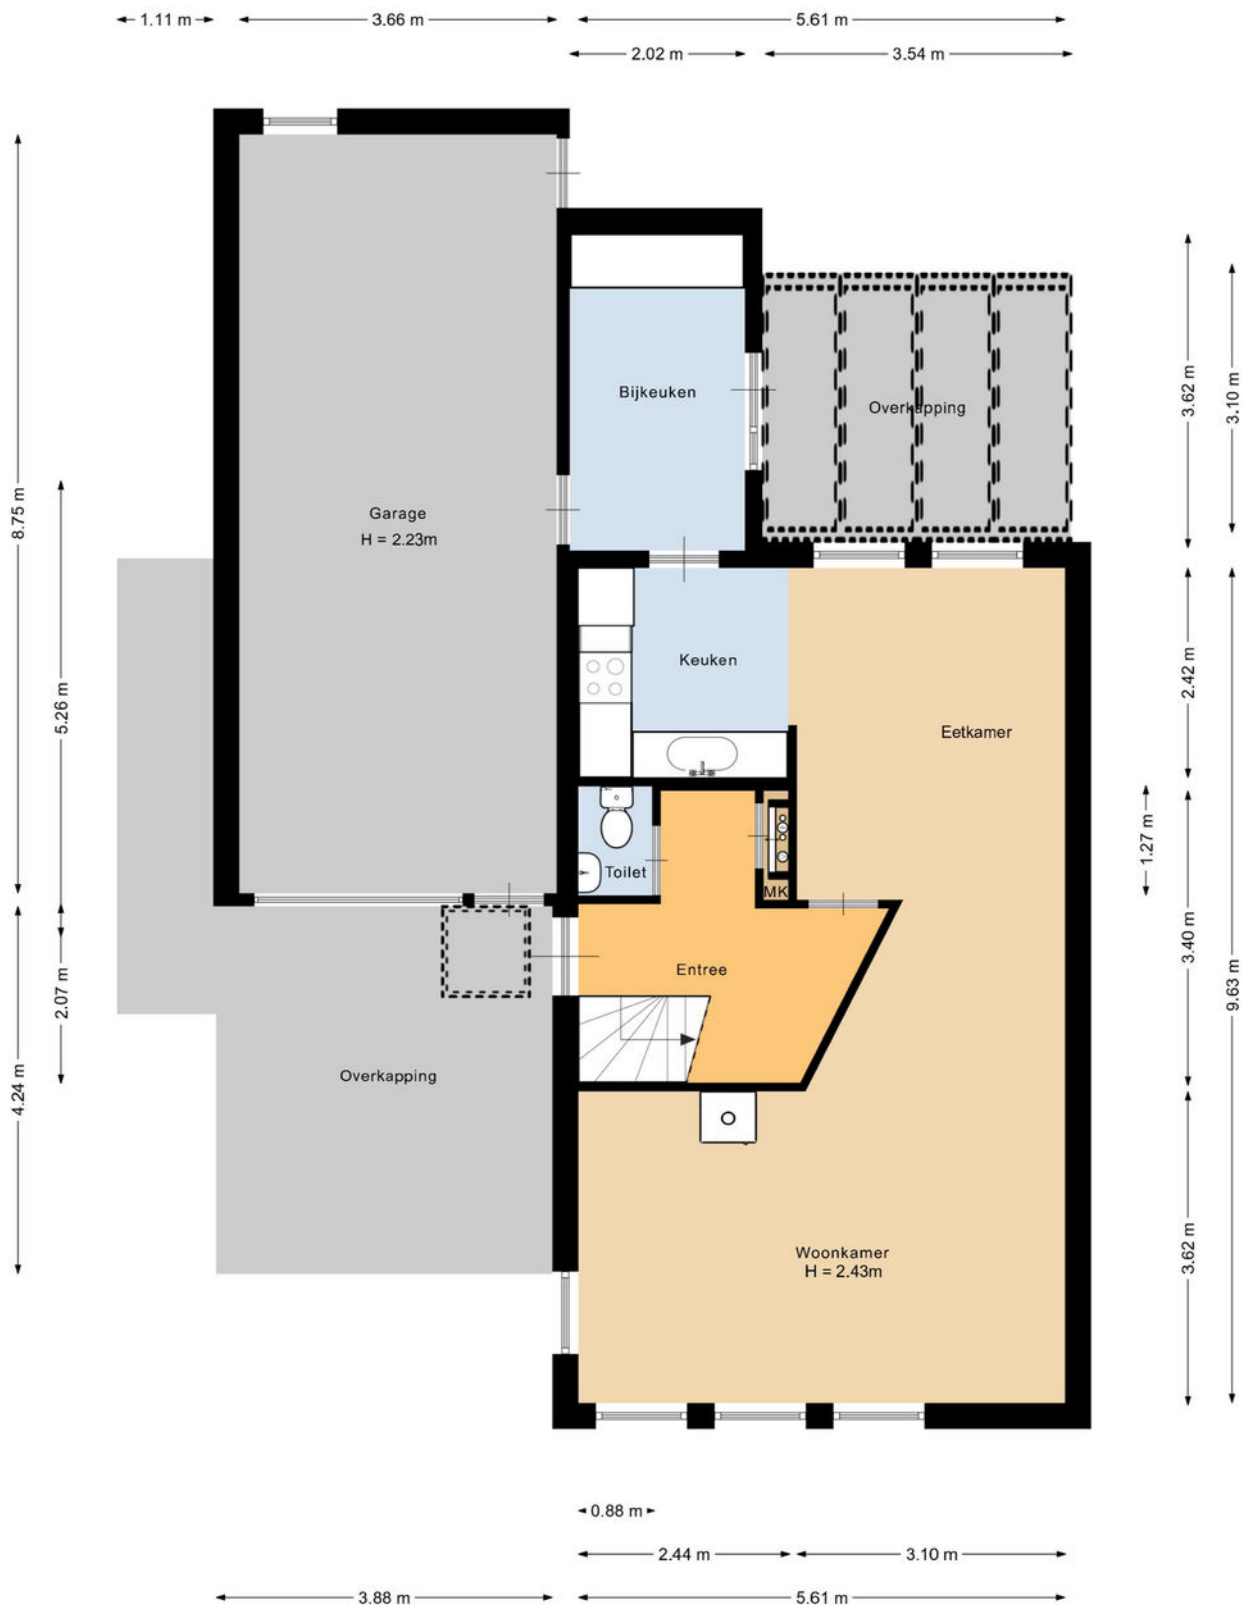 1.11 m
3.66 m
5.61 m
2.02 m
3.54 m
8.75 m
5.26 m
2.07 m
4.24 m
Garage
H = 2.23m
Bijkeuken
Overkapping
Keuken
Eetkamer
Toilet
MK
Entree
Overkapping
Woonkamer
H = 2.43m
3.62 m
3.10 m
2.42 m
1.27 m
3.40 m
9.63 m
3.62 m
0.88 m
2.44 m
3.10 m
3.88 m
5.61 m